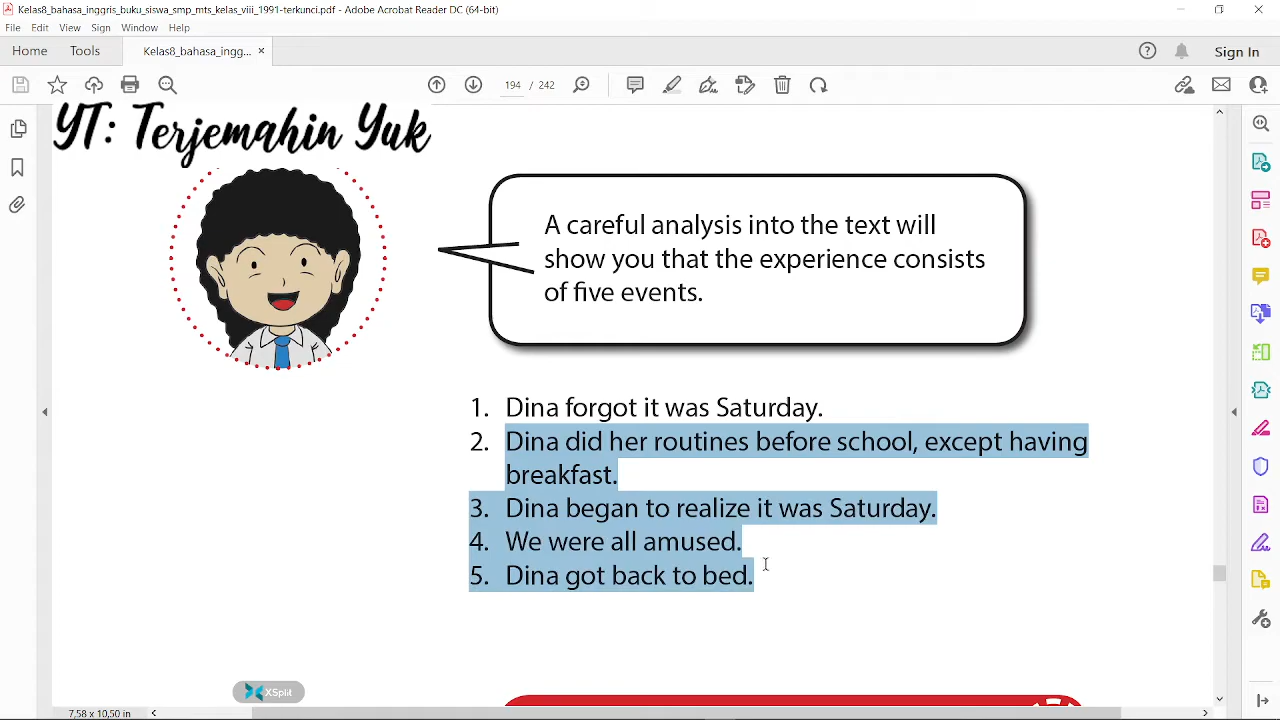 Kelas8_bahasa_inggris_buku_siswa_smp_mts_kelas_viii_1991-terkunci.pdf - Adobe Acrobat Reader DC (64-bit)
File Edit View Sign Window Help
Home Tools Kelas8_bahasa_ingg... × Sign In
194 / 242
YT: Terjemahin Yuk
A careful analysis into the text will
show you that the experience consists
of five events.
1. Dina forgot it was Saturday.
2. Dina did her routines before school, except having
breakfast.
3. Dina began to realize it was Saturday.
4. We were all amused.
5. Dina got back to bed.
XSplit
7,58 x 10,50 in